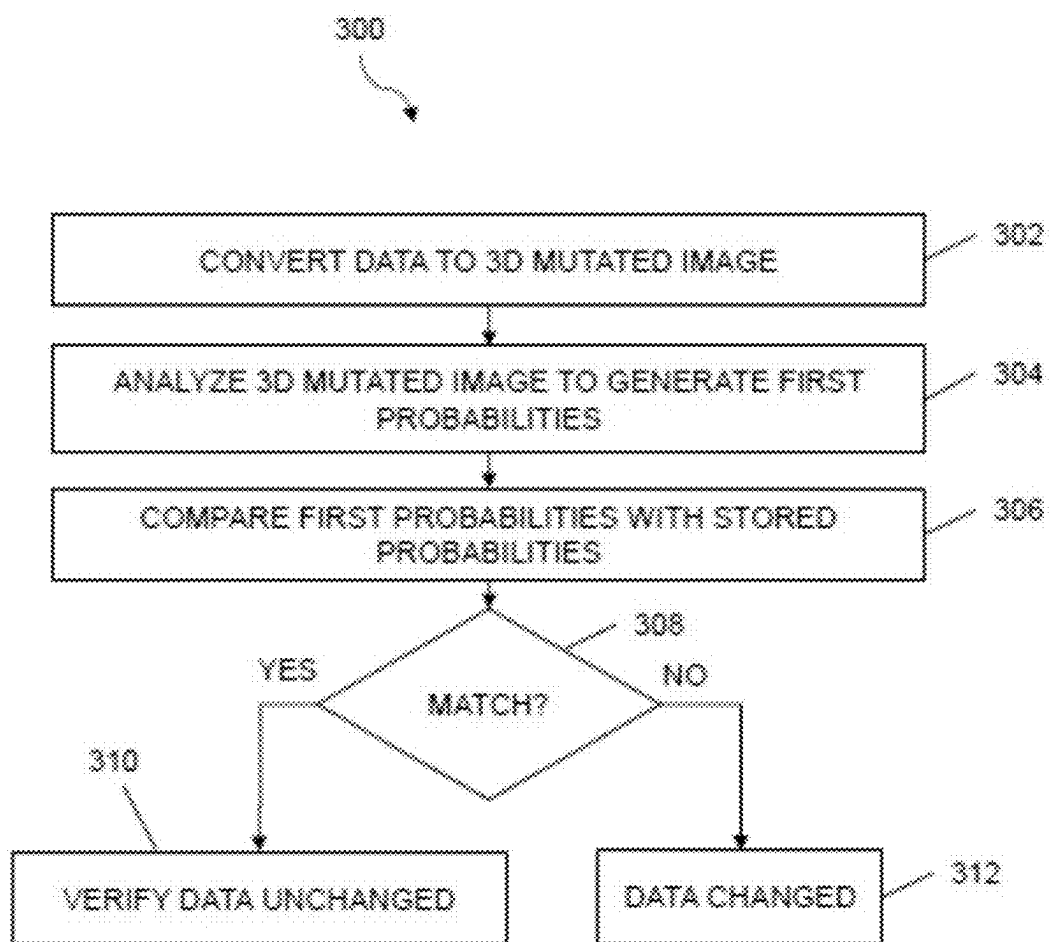 300
CONVERT DATA TO 3D MUTATED IMAGE
302
ANALYZE 3D MUTATED IMAGE TO GENERATE FIRST
PROBABILITIES
304
COMPARE FIRST PROBABILITIES WITH STORED
PROBABILITIES
306
308
YES
MATCH?
NO
310
VERIFY DATA UNCHANGED
DATA CHANGED
312